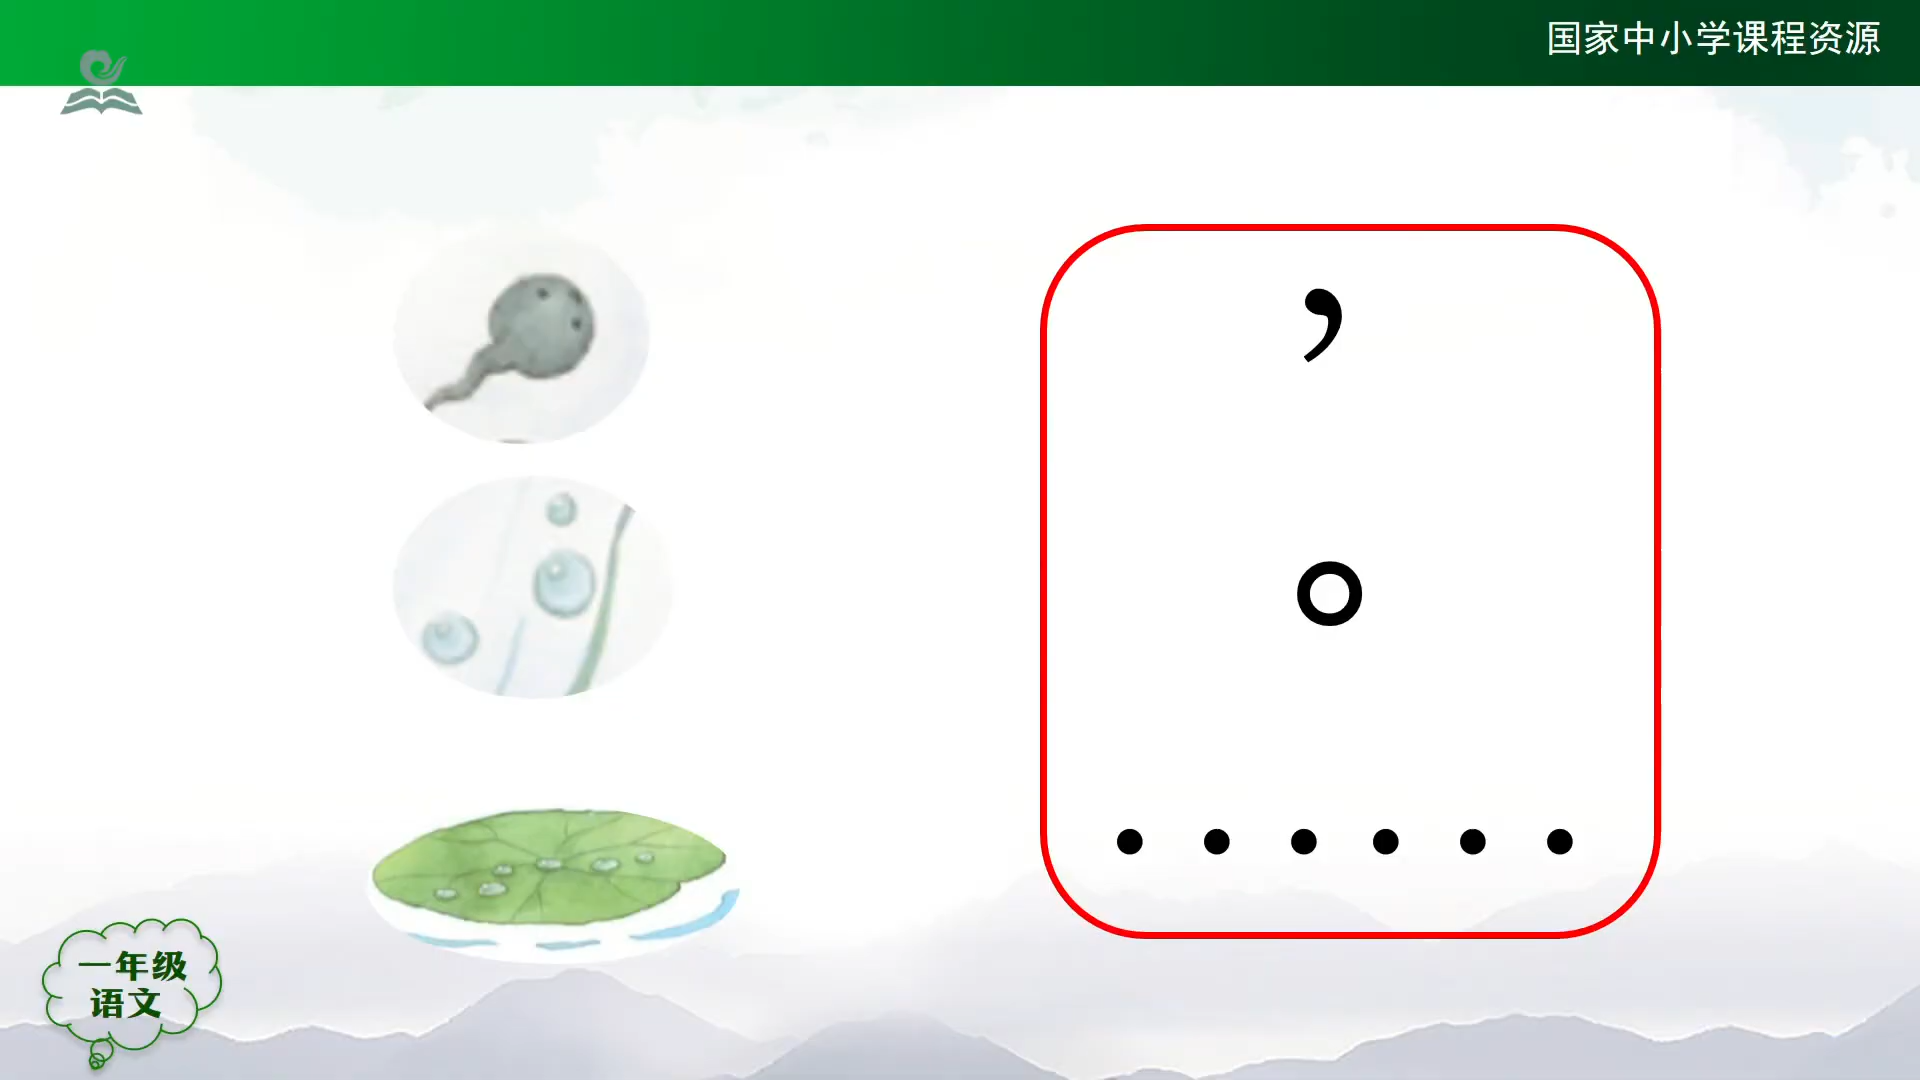 国家中小学课程资源
，
。
……
一年级
语文